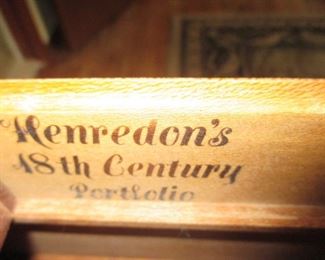 Henredon's
18th Century
Portfolio